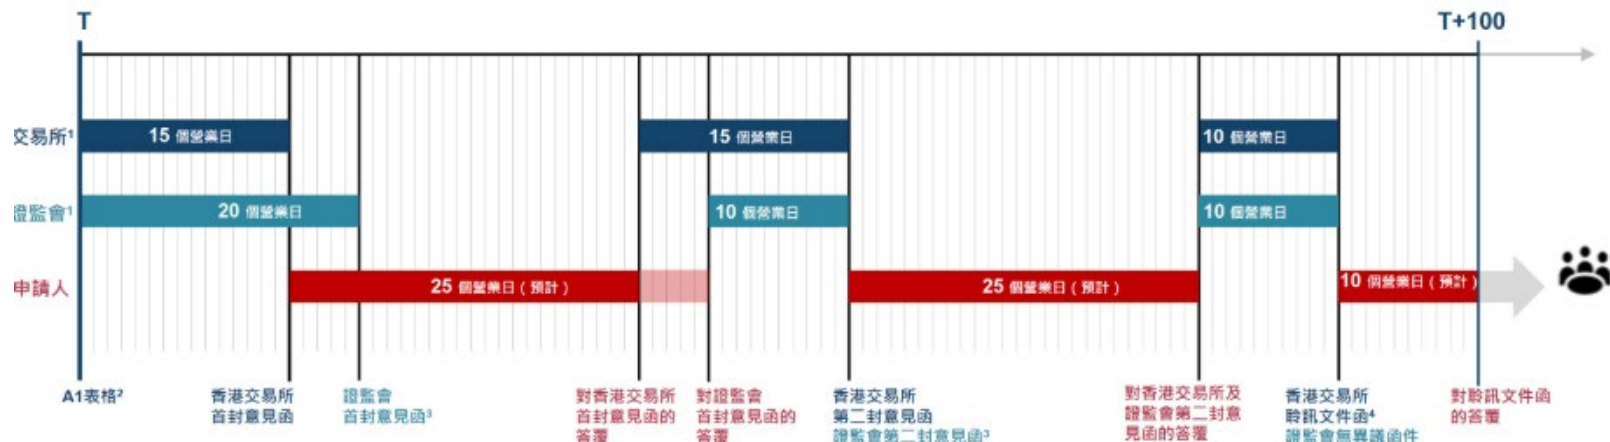 T
T+100
交易所¹
15 個營業日
15 個營業日
10 個營業日
證監會¹
20 個營業日
10 個營業日
10 個營業日
申請人
25 個營業日（預計）
25 個營業日（預計）
10 個營業日（預計）
A1表格²
香港交易所
首封意見函
證監會
首封意見函³
對香港交易所
首封意見函的
答覆
對證監會
首封意見函的
答覆
香港交易所
第二封意見函
證監會第二封意見函³
對香港交易所及
證監會第二封意
見函的答覆
香港交易所
聆訊文件函⁴
證監會無異議函件
對聆訊文件函
的答覆